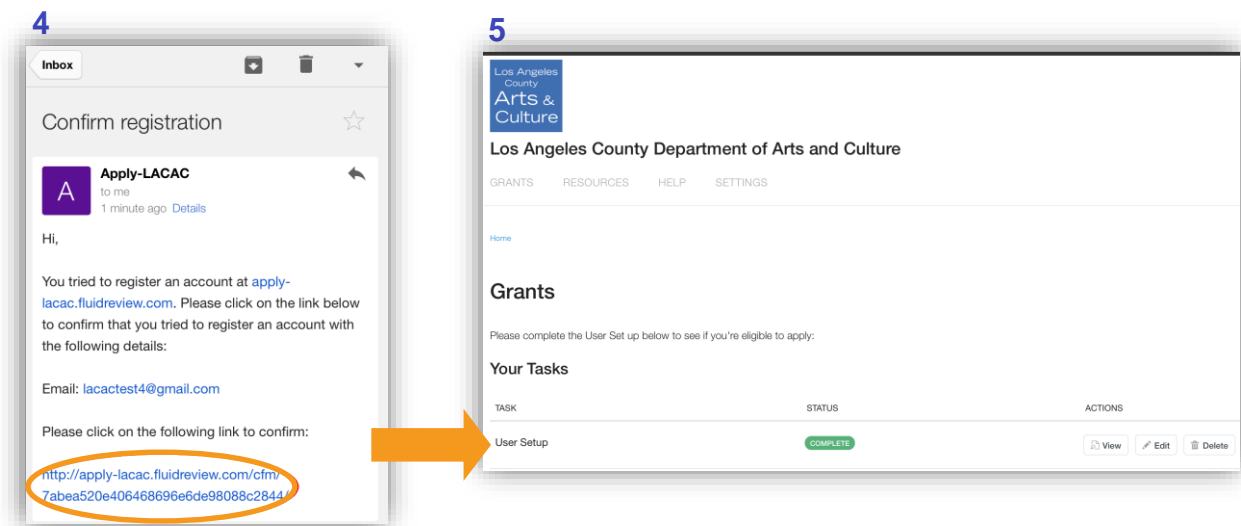 4
Inbox
Confirm registration
A
Apply-LACAC
to me
1 minute ago Details
Hi,
You tried to register an account at apply-
lacac.fluidreview.com. Please click on the link below
to confirm that you tried to register an account with
the following details:
Email: lacactest4@gmail.com
Please click on the following link to confirm:
http://apply-lacac.fluidreview.com/cfm/
7abea520e406468696e6de98088c2844/
5
Los Angeles
County
Arts &
Culture
Los Angeles County Department of Arts and Culture
GRANTS RESOURCES HELP SETTINGS
Home
Grants
Please complete the User Set up below to see if you're eligible to apply:
Your Tasks
TASK STATUS ACTIONS
User Setup COMPLETE View Edit Delete